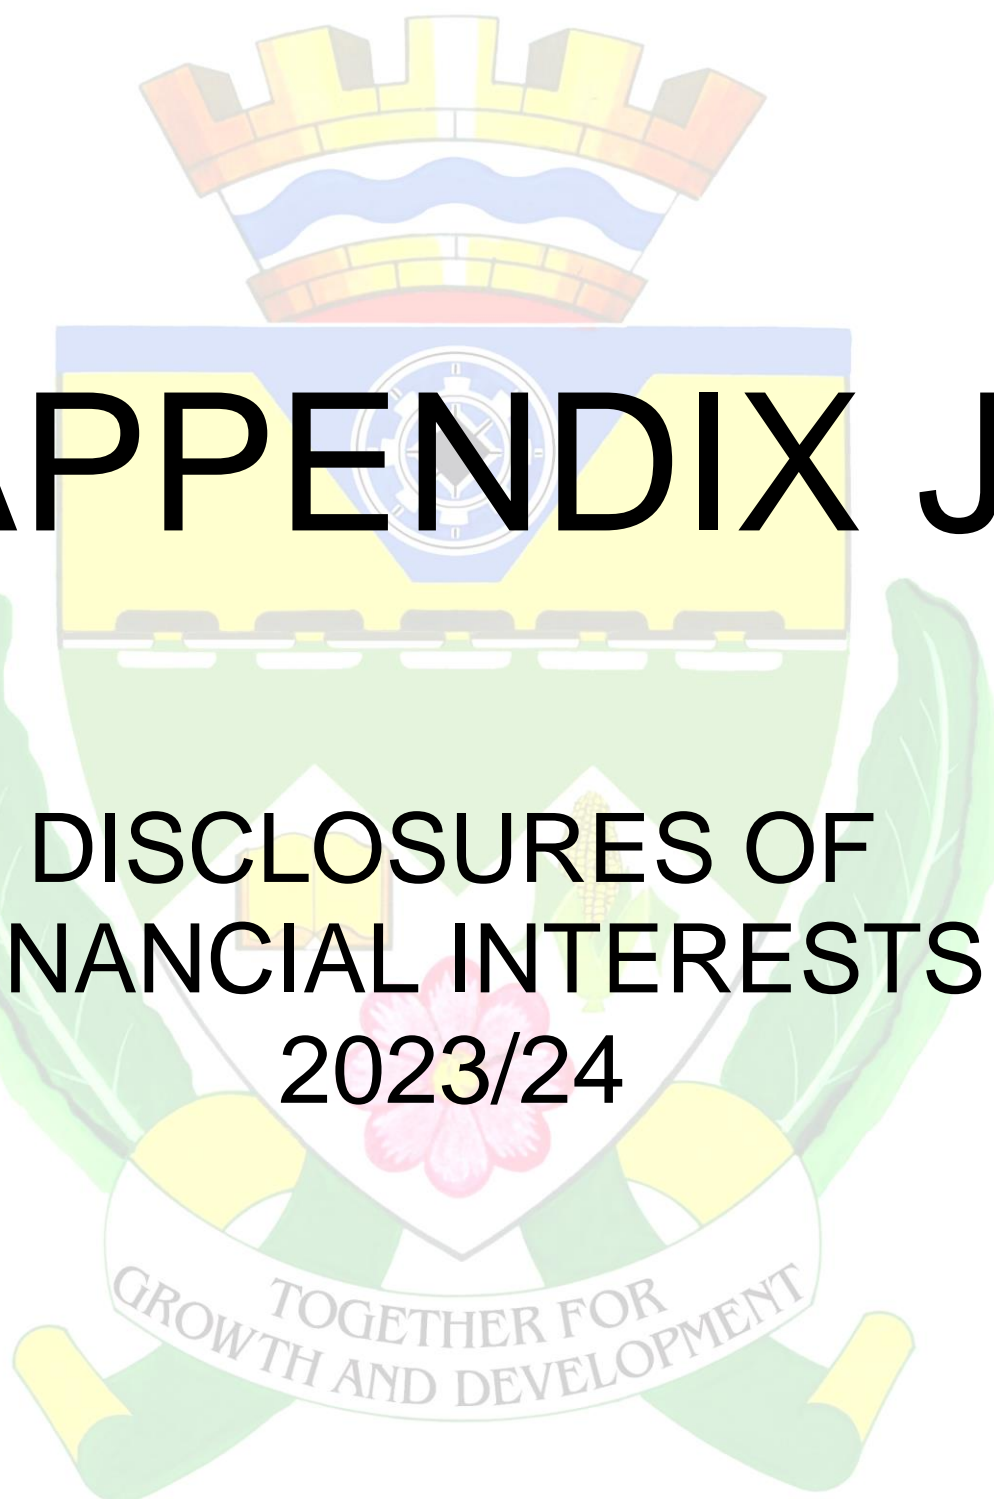 APPENDIX J
DISCLOSURES OF
NANCIAL INTERESTS
2023/24
TOGETHER FOR
GROWTH AND DEVELOPMENT